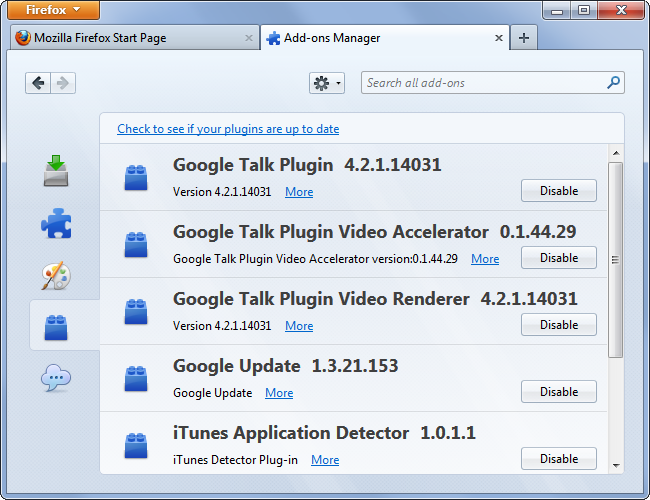 Firefox
Mozilla Firefox Start Page
Add-ons Manager
Search all add-ons
Check to see if your plugins are up to date
Google Talk Plugin 4.2.1.14031
Version 4.2.1.14031 More
Disable
Google Talk Plugin Video Accelerator 0.1.44.29
Google Talk Plugin Video Accelerator version:0.1.44.29 More
Disable
Google Talk Plugin Video Renderer 4.2.1.14031
Version 4.2.1.14031 More
Disable
Google Update 1.3.21.153
Google Update More
Disable
iTunes Application Detector 1.0.1.1
iTunes Detector Plug-in More
Disable